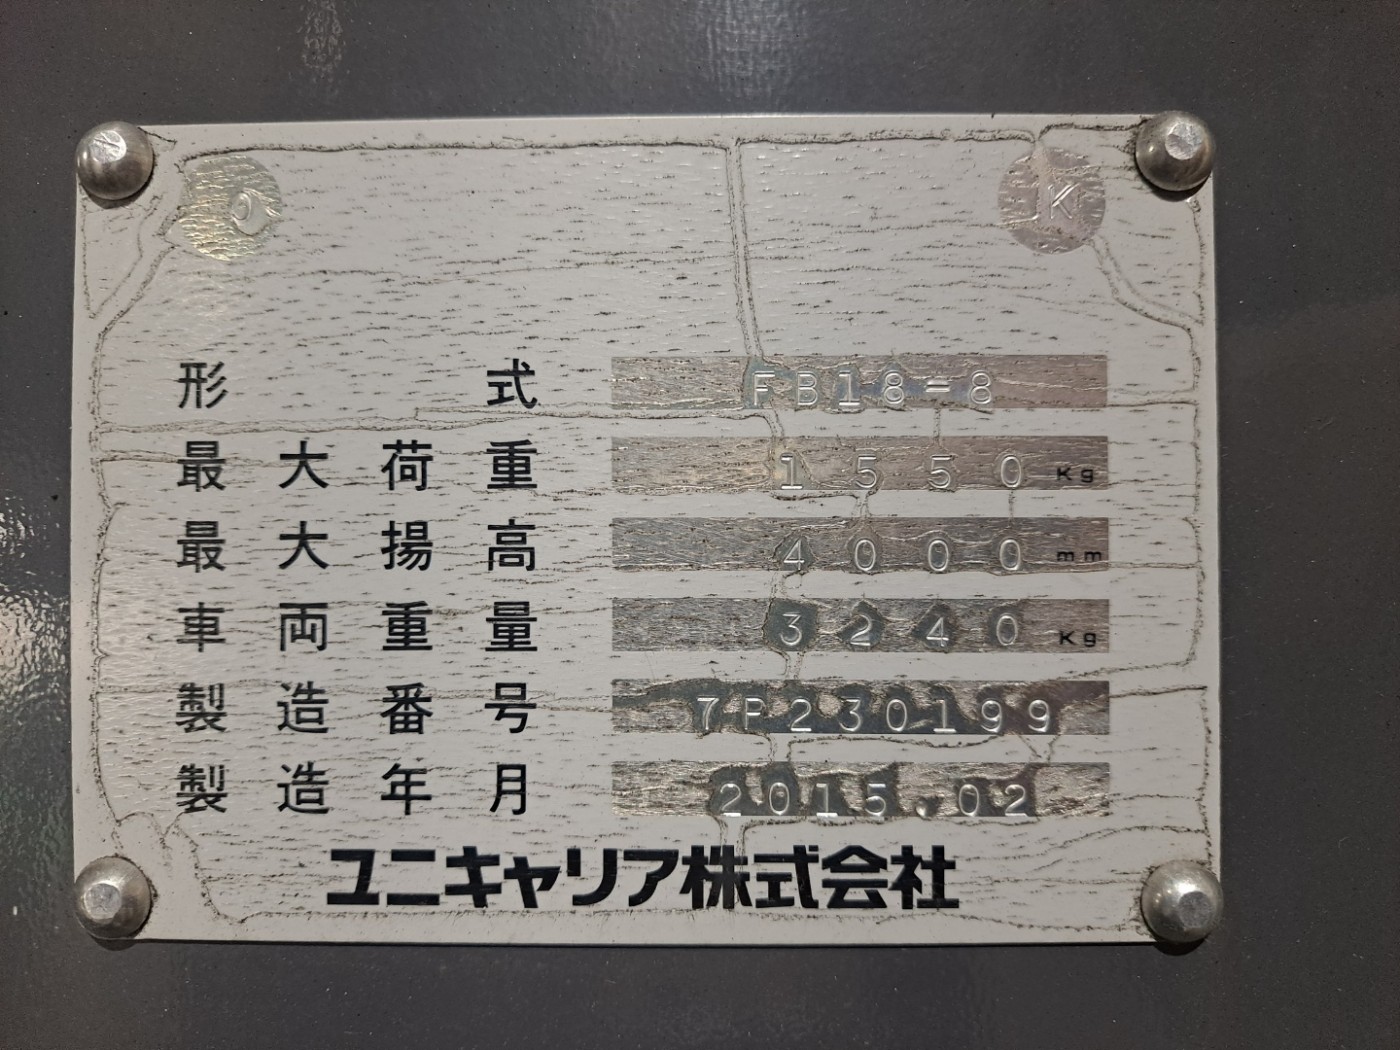 形式 FB18-8
最大荷重 1550 Kg
最大揚高 4000 mm
車両重量 3240 Kg
製造番号 7F230199
製造年月 2015.02
ユニキャリア株式会社